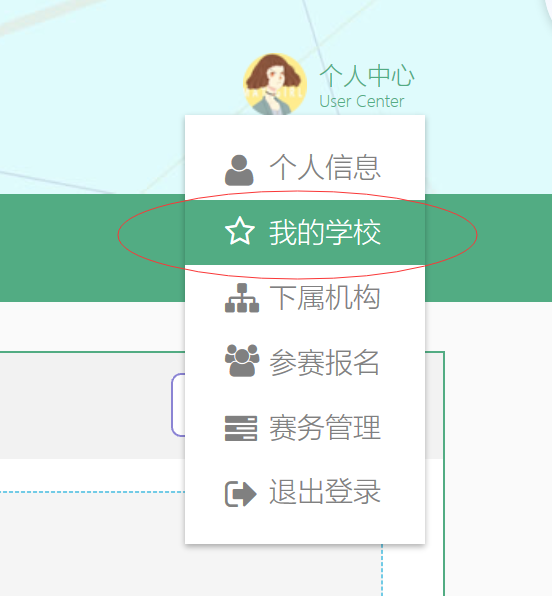 个人中心
User Center
个人信息
我的学校
下属机构
参赛报名
赛务管理
退出登录